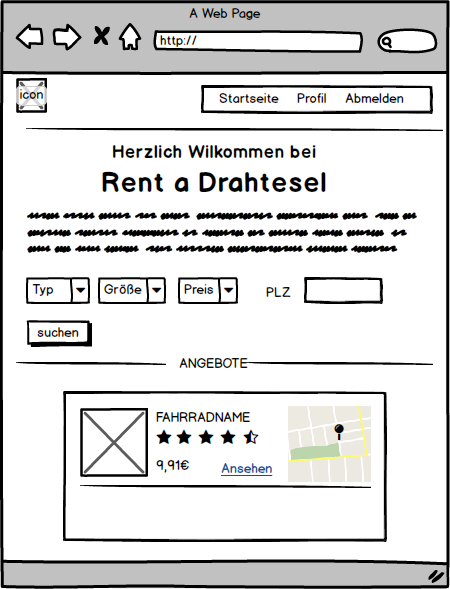 A Web Page
http://
icon
Startseite Profil Abmelden
Herzlich Wilkommen bei
Rent a Drahtesel
Typ Größe Preis PLZ
suchen
ANGEBOTE
FAHRRADNAME
9,91€ Ansehen